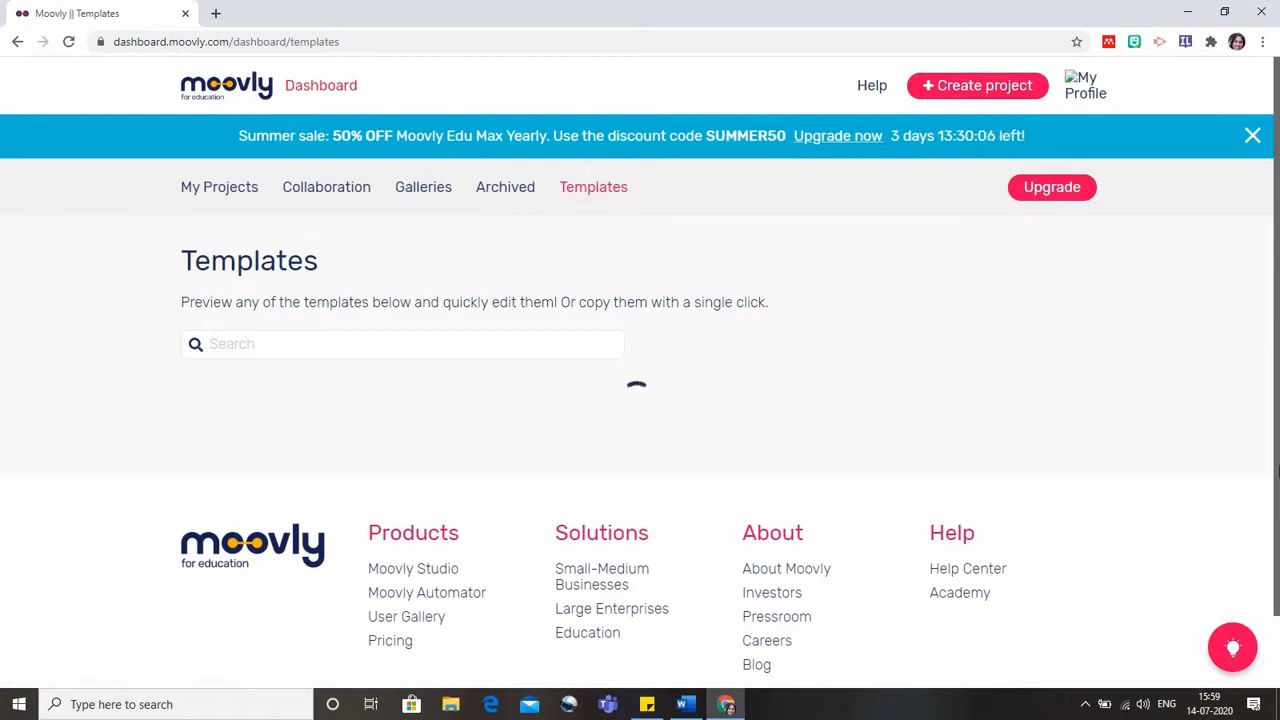 Moovly || Templates
dashboard.moovly.com/dashboard/templates
moovly
for education
Dashboard
Help
+ Create project
My Profile
Summer sale: 50% OFF Moovly Edu Max Yearly. Use the discount code SUMMER50 Upgrade now 3 days 13:30:06 left!
My Projects Collaboration Galleries Archived Templates
Upgrade
Templates
Preview any of the templates below and quickly edit them! Or copy them with a single click.
Search
moovly
for education
Products
Moovly Studio
Moovly Automator
User Gallery
Pricing
Solutions
Small-Medium
Businesses
Large Enterprises
Education
About
About Moovly
Investors
Pressroom
Careers
Blog
Help
Help Center
Academy
Type here to search
ENG
15:59
14-07-2020